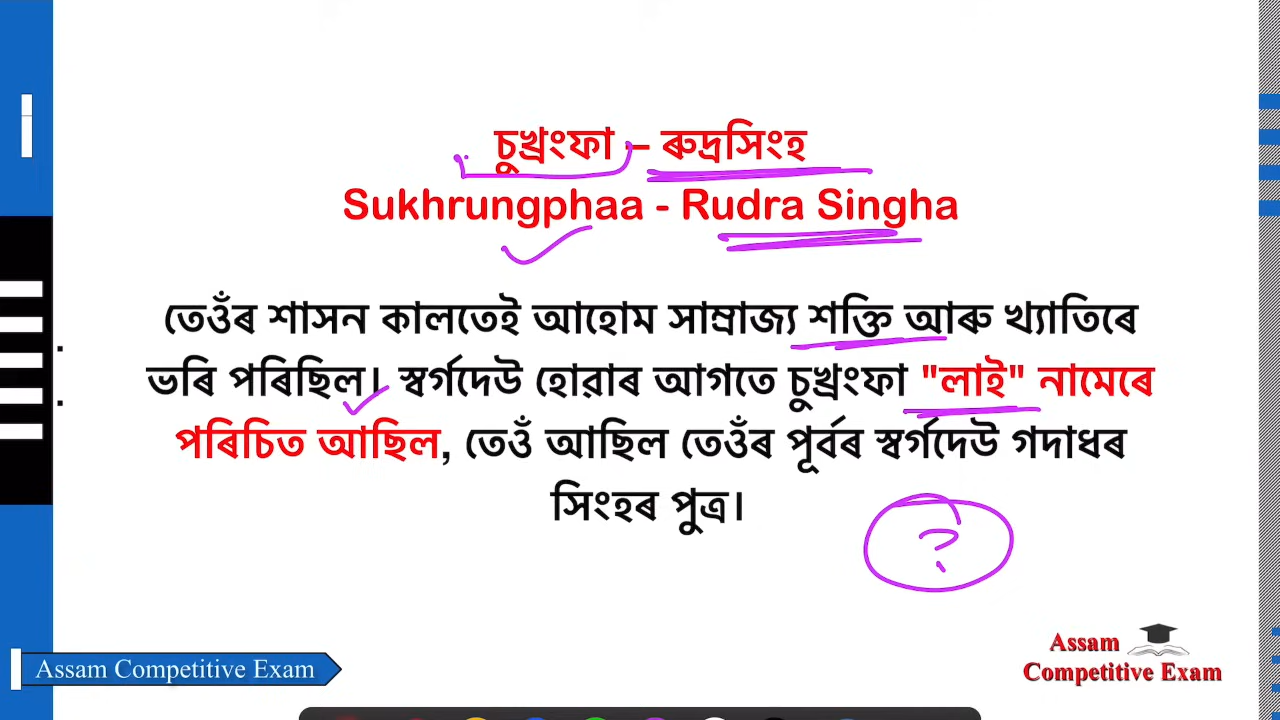 চুখ্ৰংফা – ৰুদ্ৰসিংহ
Sukhrungphaa - Rudra Singha
তেওঁৰ শাসন কালতেই আহোম সাম্ৰাজ্য শক্তি আৰু খ্যাতিৰে
ভৰি পৰিছিল। স্বৰ্গদেউ হোৱাৰ আগতে চুখ্ৰংফা "লাই" নামেৰে
পৰিচিত আছিল, তেওঁ আছিল তেওঁৰ পূৰ্বৰ স্বৰ্গদেউ গদাধৰ
সিংহৰ পুত্ৰ।
?
Assam Competitive Exam
Assam
Competitive Exam